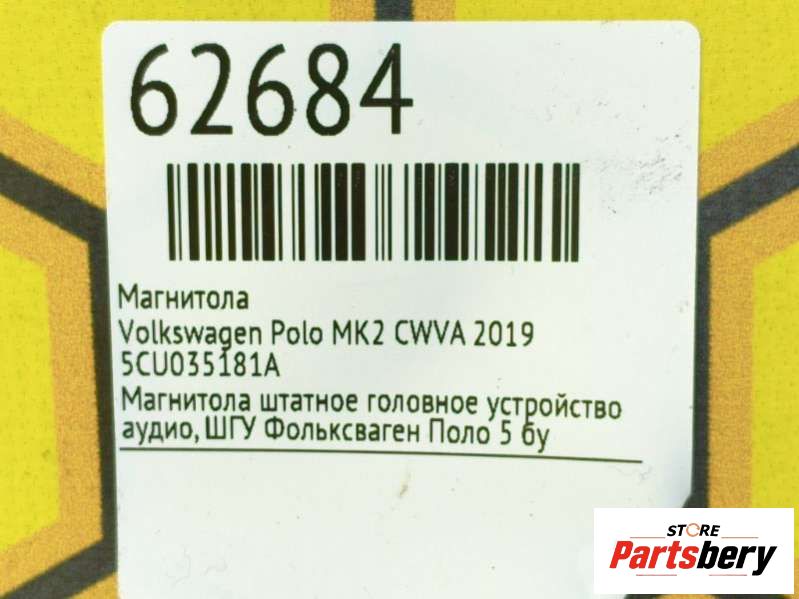 62684
Магнитола
Volkswagen Polo MK2 CWVA 2019
5CU035181A
Магнитола штатное головное устройство
аудио, ШГУ Фольксваген Поло 5 бу
STORE
Partsbery